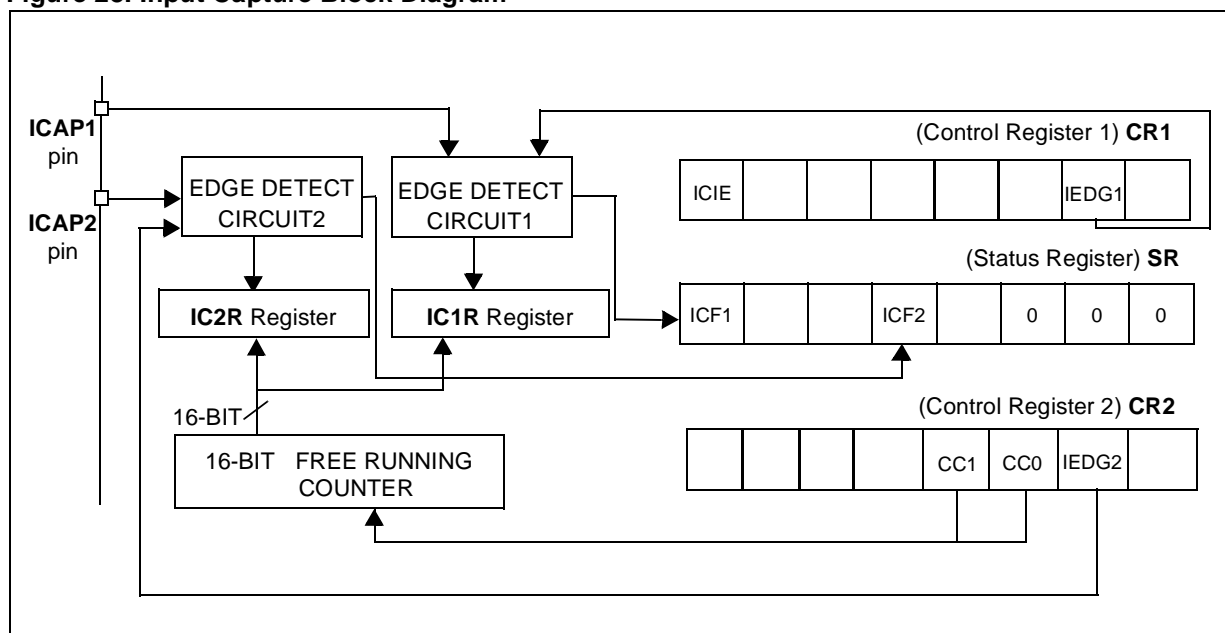 Figure 28. Input Capture Block Diagram
ICAP1
pin
ICAP2
pin
EDGE DETECT
CIRCUIT2
EDGE DETECT
CIRCUIT1
IC2R Register
IC1R Register
16-BIT
16-BIT FREE RUNNING
COUNTER
(Control Register 1) CR1
ICIE IEDG1
(Status Register) SR
ICF1 ICF2 0 0 0
(Control Register 2) CR2
CC1 CC0 IEDG2